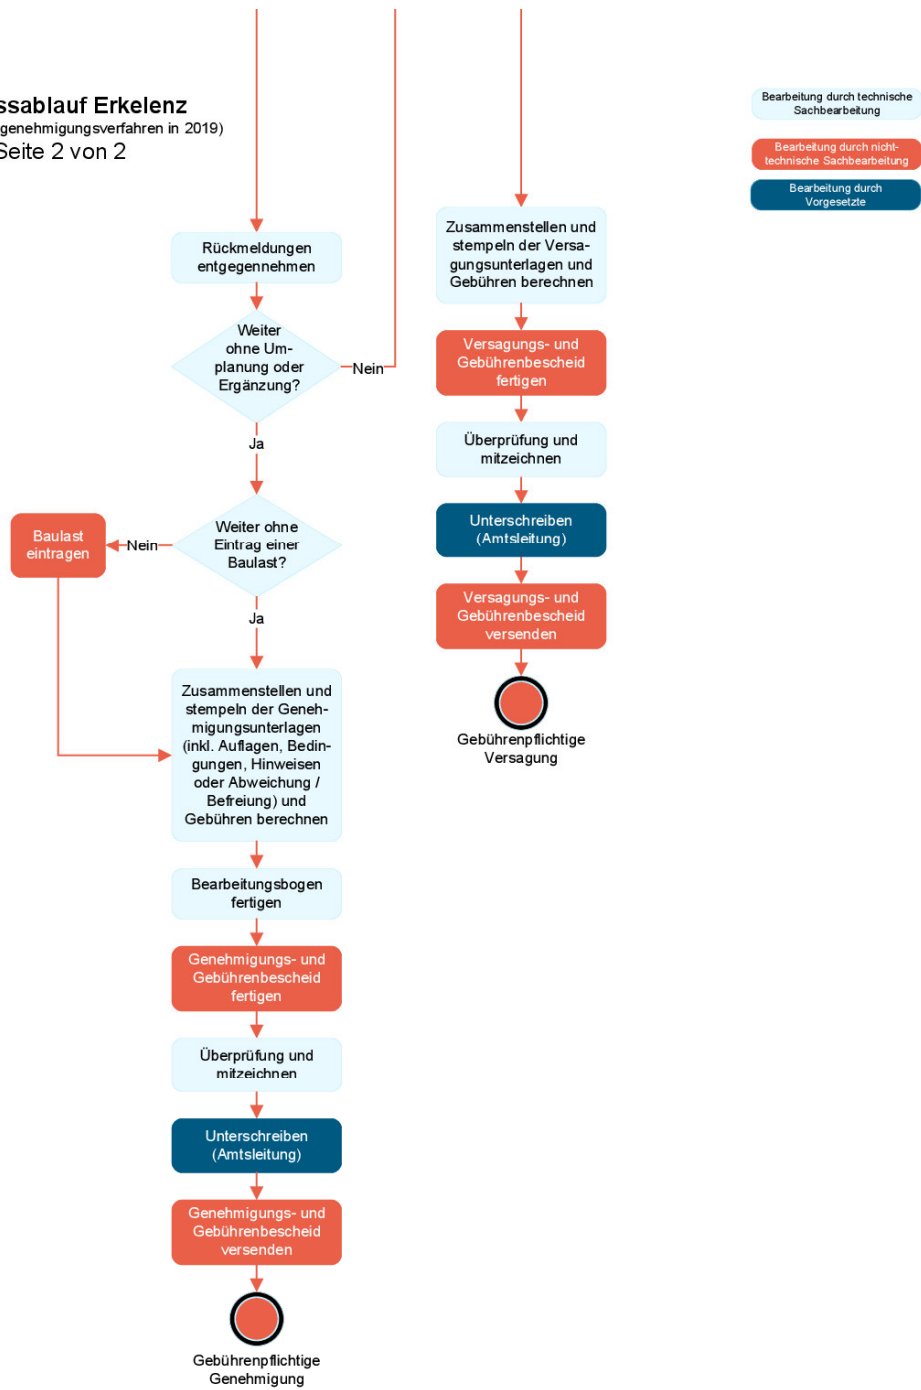 ssablauf Erkelenz
genehmigungsverfahren in 2019)
Seite 2 von 2
Bearbeitung durch technische
Sachbearbeitung
Bearbeitung durch nicht-
technische Sachbearbeitung
Bearbeitung durch
Vorgesetzte
Rückmeldungen
entgegennehmen
Weiter
ohne Um-
planung oder
Ergänzung?
Nein
Ja
Weiter ohne
Eintrag einer
Baulast?
Nein
Baulast
eintragen
Ja
Zusammenstellen und
stempeln der Geneh-
migungsunterlagen
(inkl. Auflagen, Bedin-
gungen, Hinweisen
oder Abweichung /
Befreiung) und
Gebühren berechnen
Bearbeitungsbogen
fertigen
Genehmigungs- und
Gebührenbescheid
fertigen
Überprüfung und
mitzeichnen
Unterschreiben
(Amtsleitung)
Genehmigungs- und
Gebührenbescheid
versenden
Gebührenpflichtige
Genehmigung
Zusammenstellen und
stempeln der Versa-
gungsunterlagen und
Gebühren berechnen
Versagungs- und
Gebührenbescheid
fertigen
Überprüfung und
mitzeichnen
Unterschreiben
(Amtsleitung)
Versagungs- und
Gebührenbescheid
versenden
Gebührenpflichtige
Versagung